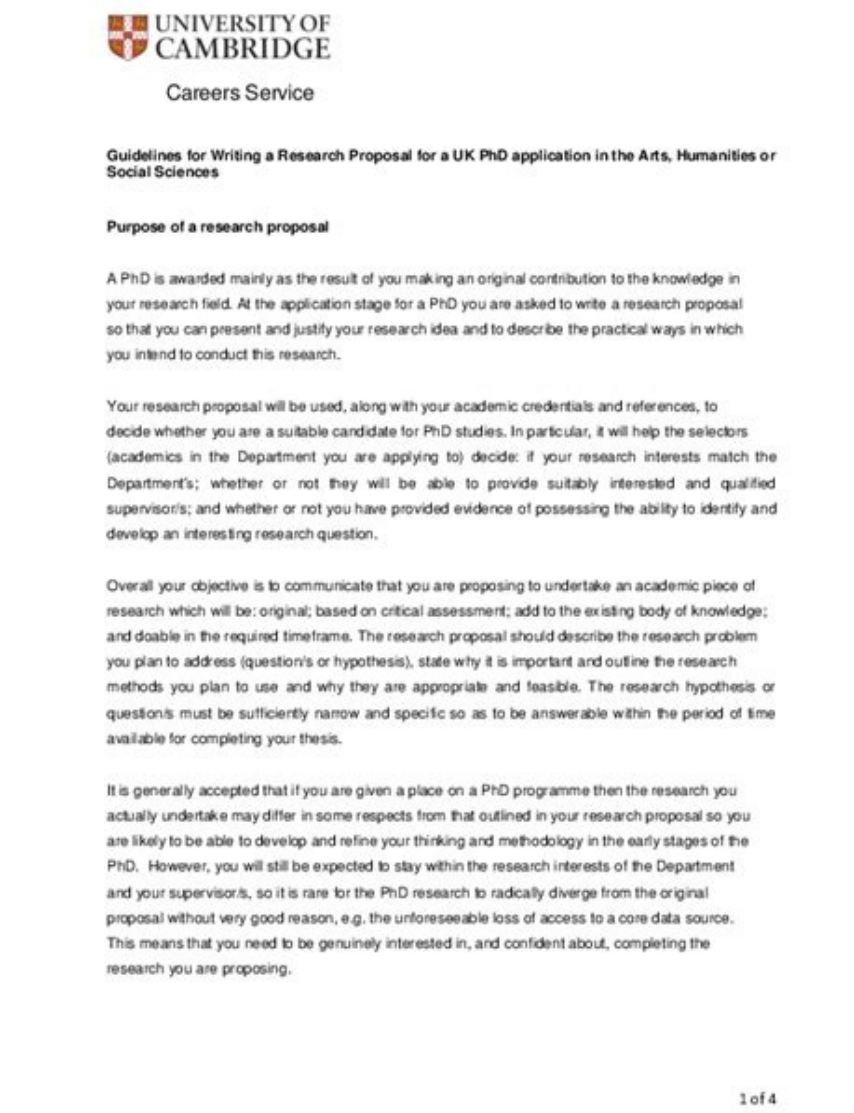 UNIVERSITY OF
CAMBRIDGE
Careers Service
Guidelines for Writing a Research Proposal for a UK PhD application in the Arts, Humanities or
Social Sciences
Purpose of a research proposal
A PhD is awarded mainly as the result of you making an original contribution to the knowledge in
your research field. At the application stage for a PhD you are asked to write a research proposal
so that you can present and justify your research idea and to describe the practical ways in which
you intend to conduct this research.
Your research proposal will be used, along with your academic credentials and references, to
decide whether you are a suitable candidate for PhD studies. In particular, it will help the selectors
(academics in the Department you are applying to) decide: if your research interests match the
Department's; whether or not they will be able to provide suitably interested and qualified
supervisor/s; and whether or not you have provided evidence of possessing the ability to identify and
develop an interesting research question.
Overall your objective is to communicate that you are proposing to undertake an academic piece of
research which will be: original; based on critical assessment; add to the existing body of knowledge;
and doable in the required timeframe. The research proposal should describe the research problem
you plan to address (question/s or hypothesis), state why it is important and outline the research
methods you plan to use and why they are appropriate and feasible. The research hypothesis or
question/s must be sufficiently narrow and specific so as to be answerable within the period of time
available for completing your thesis.
It is generally accepted that if you are given a place on a PhD programme then the research you
actually undertake may differ in some respects from that outlined in your research proposal so you
are likely to be able to develop and refine your thinking and methodology in the early stages of the
PhD. However, you will still be expected to stay within the research interests of the Department
and your supervisor/s, so it is rare for the PhD research to radically diverge from the original
proposal without very good reason, e.g. the unforeseeable loss of access to a core data source.
This means that you need to be genuinely interested in, and confident about, completing the
research you are proposing.
1 of 4